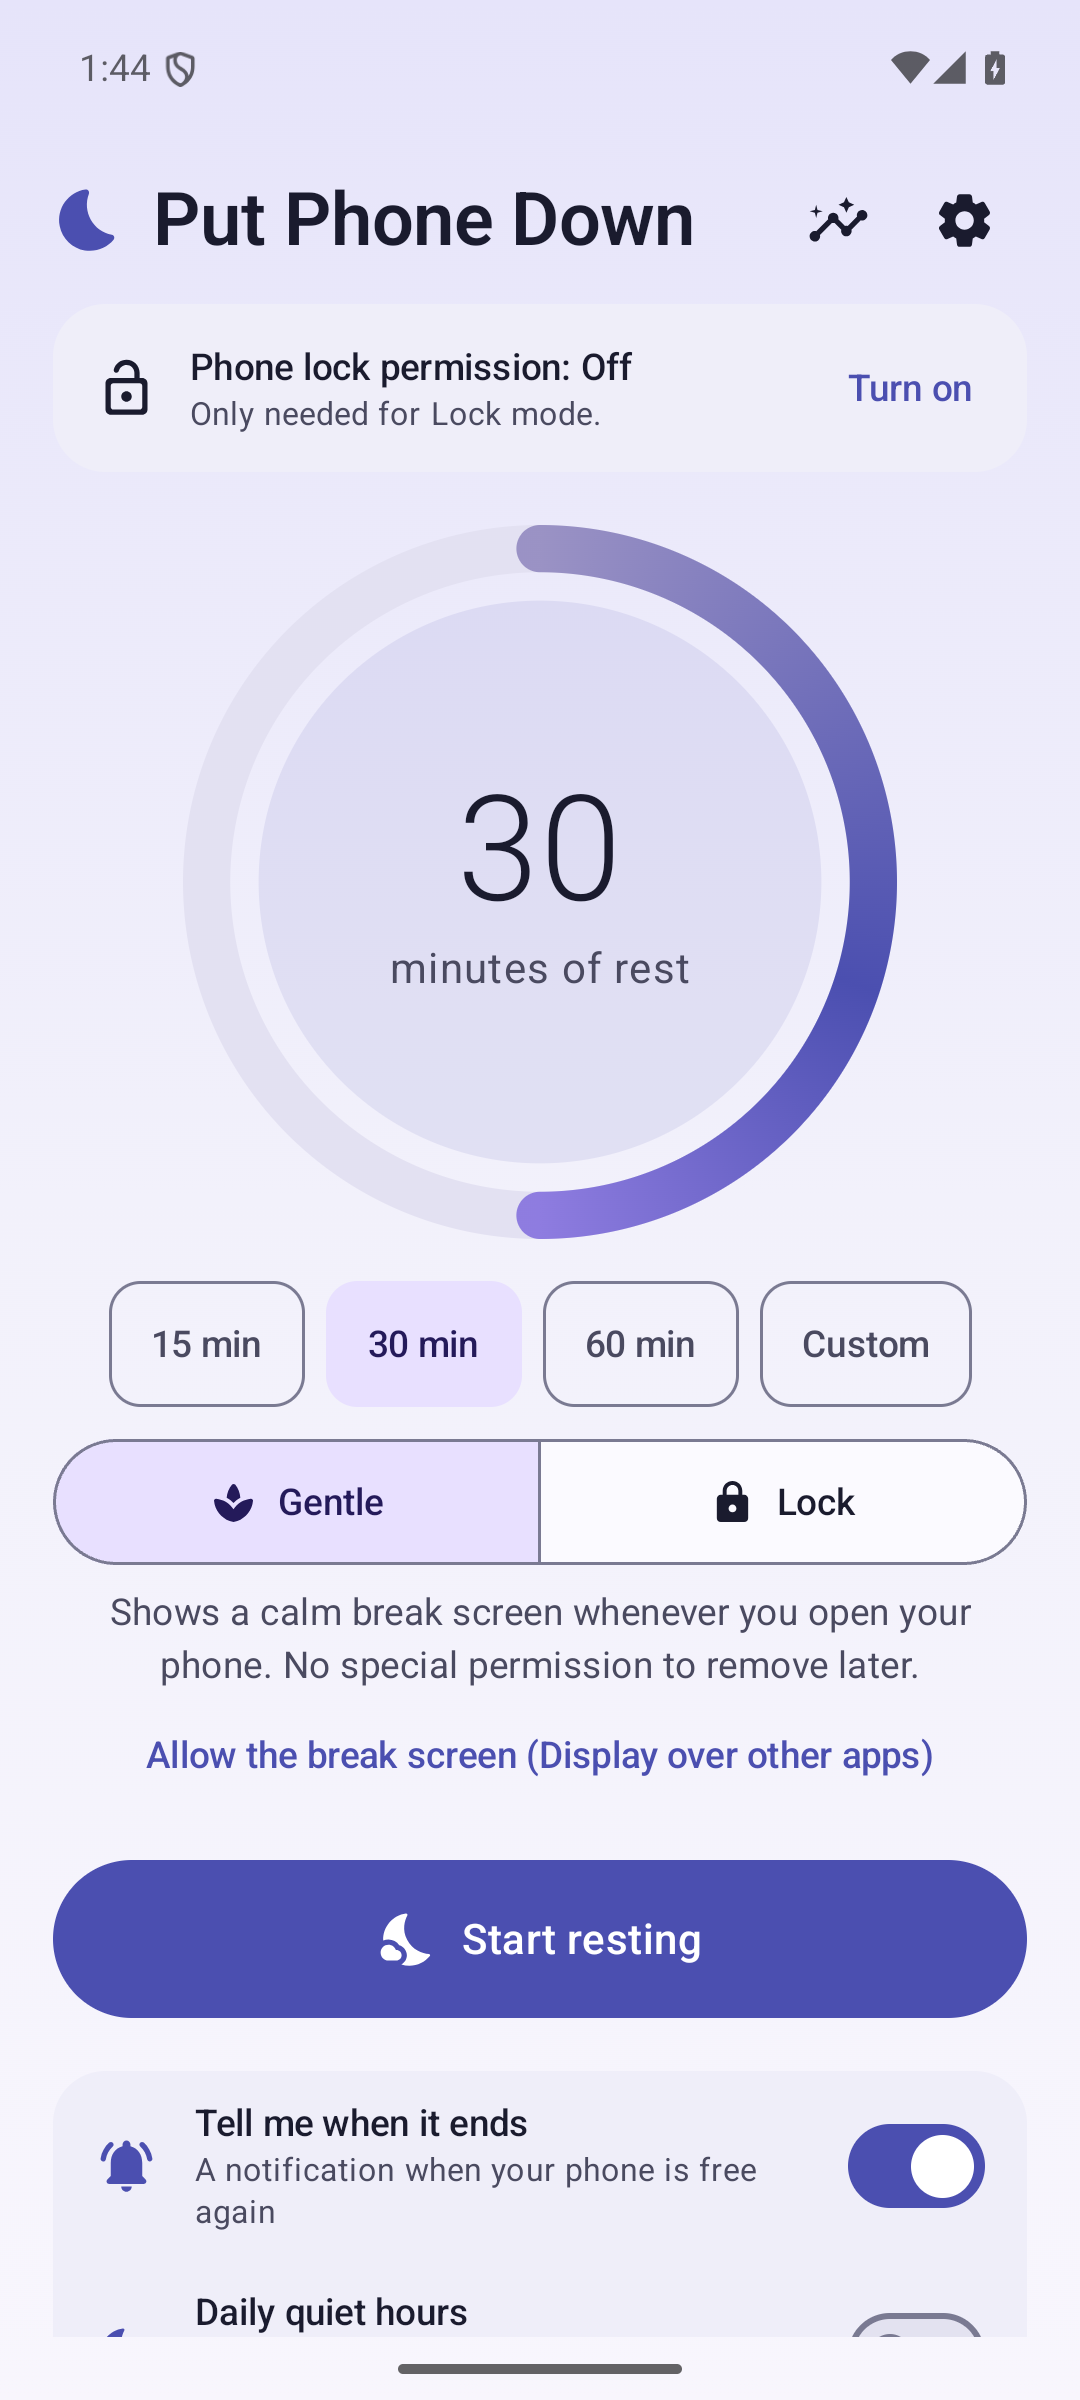 1:44
Put Phone Down
Phone lock permission: Off
Only needed for Lock mode.
Turn on
30
minutes of rest
15 min
30 min
60 min
Custom
Gentle
Lock
Shows a calm break screen whenever you open your
phone. No special permission to remove later.
Allow the break screen (Display over other apps)
Start resting
Tell me when it ends
A notification when your phone is free
again
Daily quiet hours